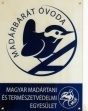 MADÁRBARÁT ÓVODA
MAGYAR MADÁRTANI
ÉS TERMÉSZETVÉDELMI
EGYESÜLET